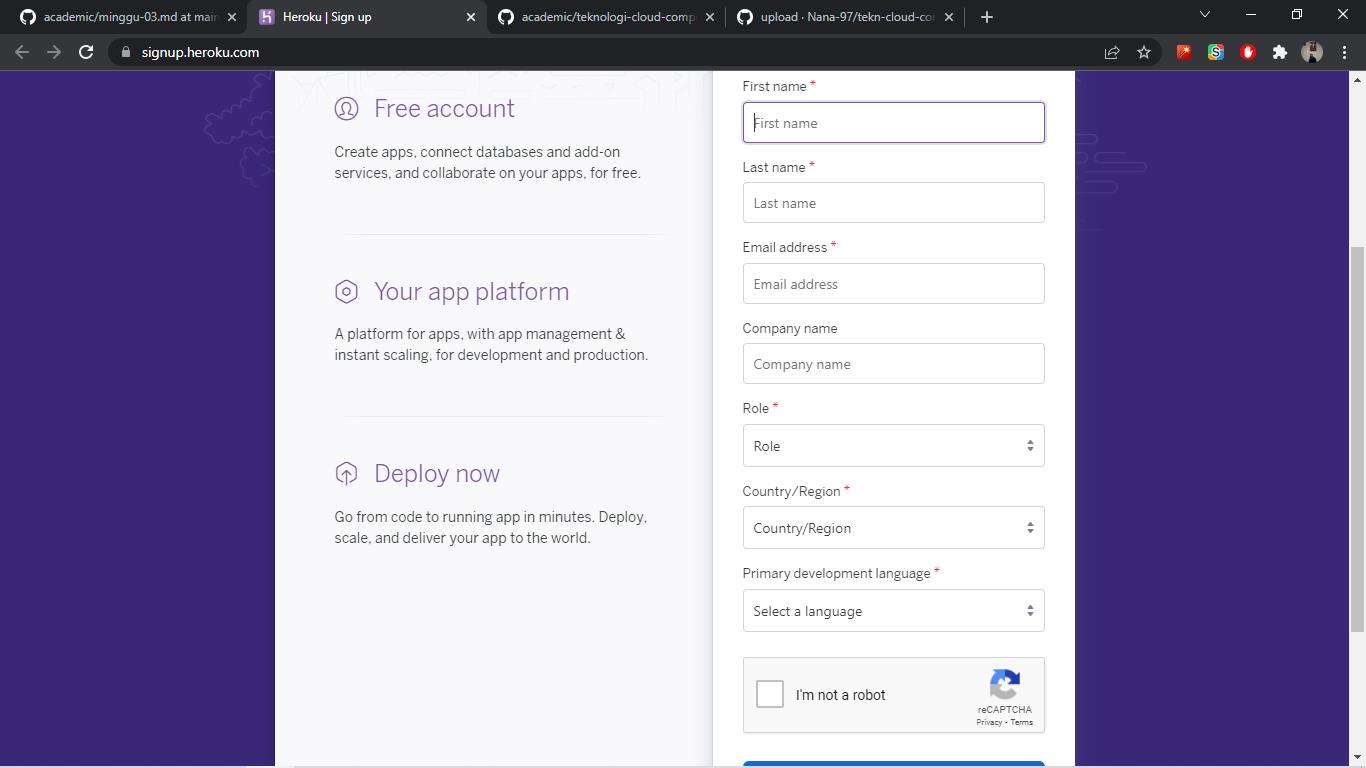 academic/minggu-03.md at main
Heroku | Sign up
academic/teknologi-cloud-comp
upload · Nana-97/tekn-cloud-co
signup.heroku.com
Free account
Create apps, connect databases and add-on
services, and collaborate on your apps, for free.
Your app platform
A platform for apps, with app management &
instant scaling, for development and production.
Deploy now
Go from code to running app in minutes. Deploy,
scale, and deliver your app to the world.
First name *
First name
Last name *
Last name
Email address *
Email address
Company name
Company name
Role *
Role
Country/Region *
Country/Region
Primary development language *
Select a language
I'm not a robot
reCAPTCHA
Privacy - Terms